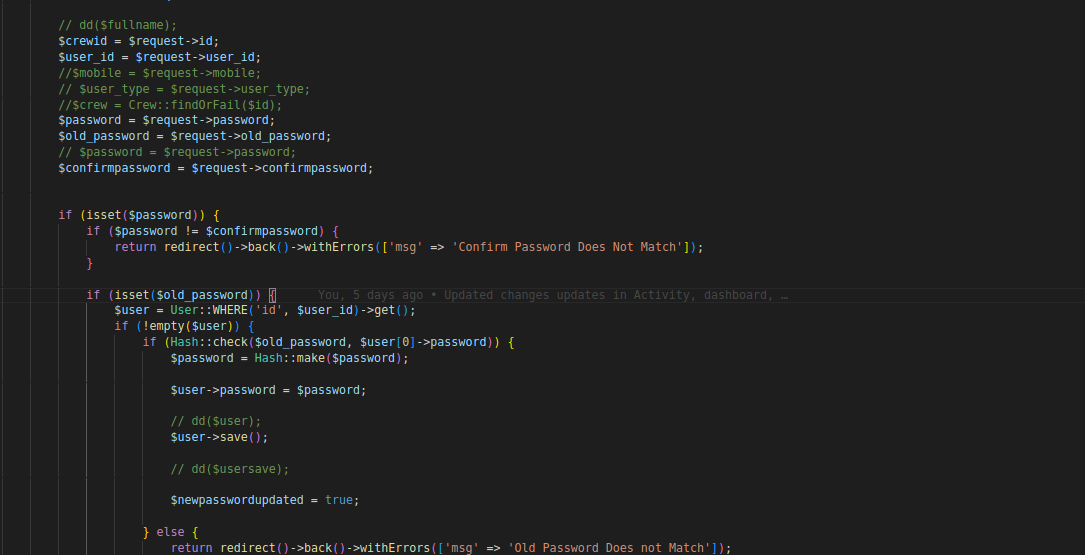 // dd($fullname);
$crewid = $request->id;
$user_id = $request->user_id;
//$mobile = $request->mobile;
// $user_type = $request->user_type;
//$crew = Crew::findOrFail($id);
$password = $request->password;
$old_password = $request->old_password;
// $password = $request->password;
$confirmpassword = $request->confirmpassword;
if (isset($password)) {
if ($password != $confirmpassword) {
return redirect()->back()->withErrors(['msg' => 'Confirm Password Does Not Match']);
}
if (isset($old_password)) { You, 5 days ago • Updated changes updates in Activity, dashboard, …
$user = User::WHERE('id', $user_id)->get();
if (!empty($user)) {
if (Hash::check($old_password, $user[0]->password)) {
$password = Hash::make($password);
$user->password = $password;
// dd($user);
$user->save();
// dd($usersave);
$newpasswordupdated = true;
} else {
return redirect()->back()->withErrors(['msg' => 'Old Password Does not Match']);